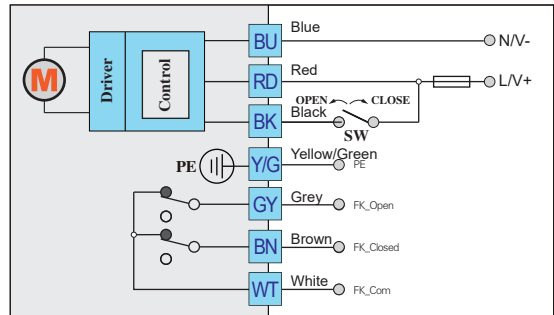 BU Blue N/V-
M Driver Control RD Red L/V+
OPEN CLOSE
BK Black SW
PE Y/G Yellow/Green PE
GY Grey FK_Open
BN Brown FK_Closed
WT White FK_Com